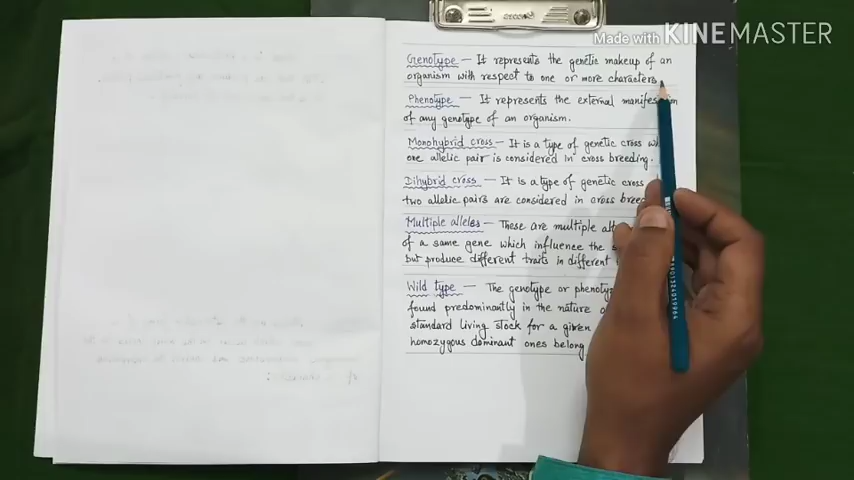 Made with KINEMASTER
Genotype – It represents the genetic makeup of an
organism with respect to one or more characters.
Phenotype – It represents the external
of any genotype of an organism.
Monohybrid cross – It is a type of genetic cross
one allelic pair is considered in cross breeding.
Dihybrid cross – It is a type of genetic cross
two allelic pairs are considered in cross
Multiple alleles – These are multiple
of a same gene which influence the
but produce different traits in different
Wild type – The genotype or
found predominantly in the nature
standard living stock for a given
homozygous dominant ones belong